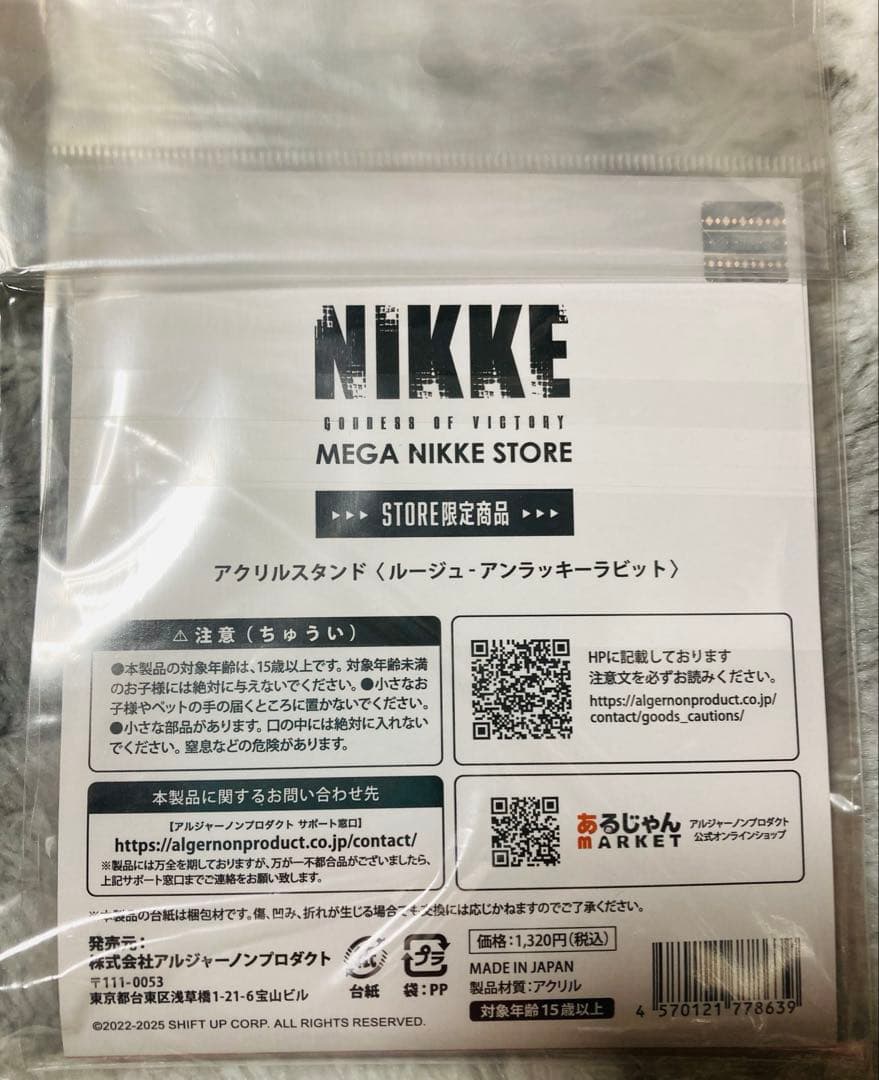 NIKKE
GODDESS OF VICTORY
MEGA NIKKE STORE
▶▶▶ STORE限定商品 ▶▶▶
アクリルスタンド〈ルージュ-アンラッキーラビット〉
⚠注意(ちゅうい)
●本製品の対象年齢は、15歳以上です。対象年齢未満
のお子様には絶対に与えないでください。●小さなお
子様やペットの手の届くところに置かないでください。
●小さな部品があります。口の中には絶対に入れない
でください。窒息などの危険があります。
HPに記載しております
注意文を必ずお読みください。
https://algernonproduct.co.jp/
contact/goods_cautions/
本製品に関するお問い合わせ先
【アルジャーノンプロダクト サポート窓口】
https://algernonproduct.co.jp/contact/
※製品には万全を期しておりますが、万が一不都合品がございましたら、
上記サポート窓口までご連絡をお願い致します。
あるじゃん
MARKET
アルジャーノンプロダクト
公式オンラインショップ
※本製品の台紙は梱包材です。傷、凹み、折れが生じる場合でも交換には応じかねますのでご了承ください。
発売元:
株式会社アルジャーノンプロダクト
〒111-0053
東京都台東区浅草橋1-21-6宝山ビル
©2022-2025 SHIFT UP CORP. ALL RIGHTS RESERVED.
紙
台紙
プラ
袋:PP
価格:1,320円(税込)
MADE IN JAPAN
製品材質:アクリル
対象年齢15歳以上
4 570121 778639